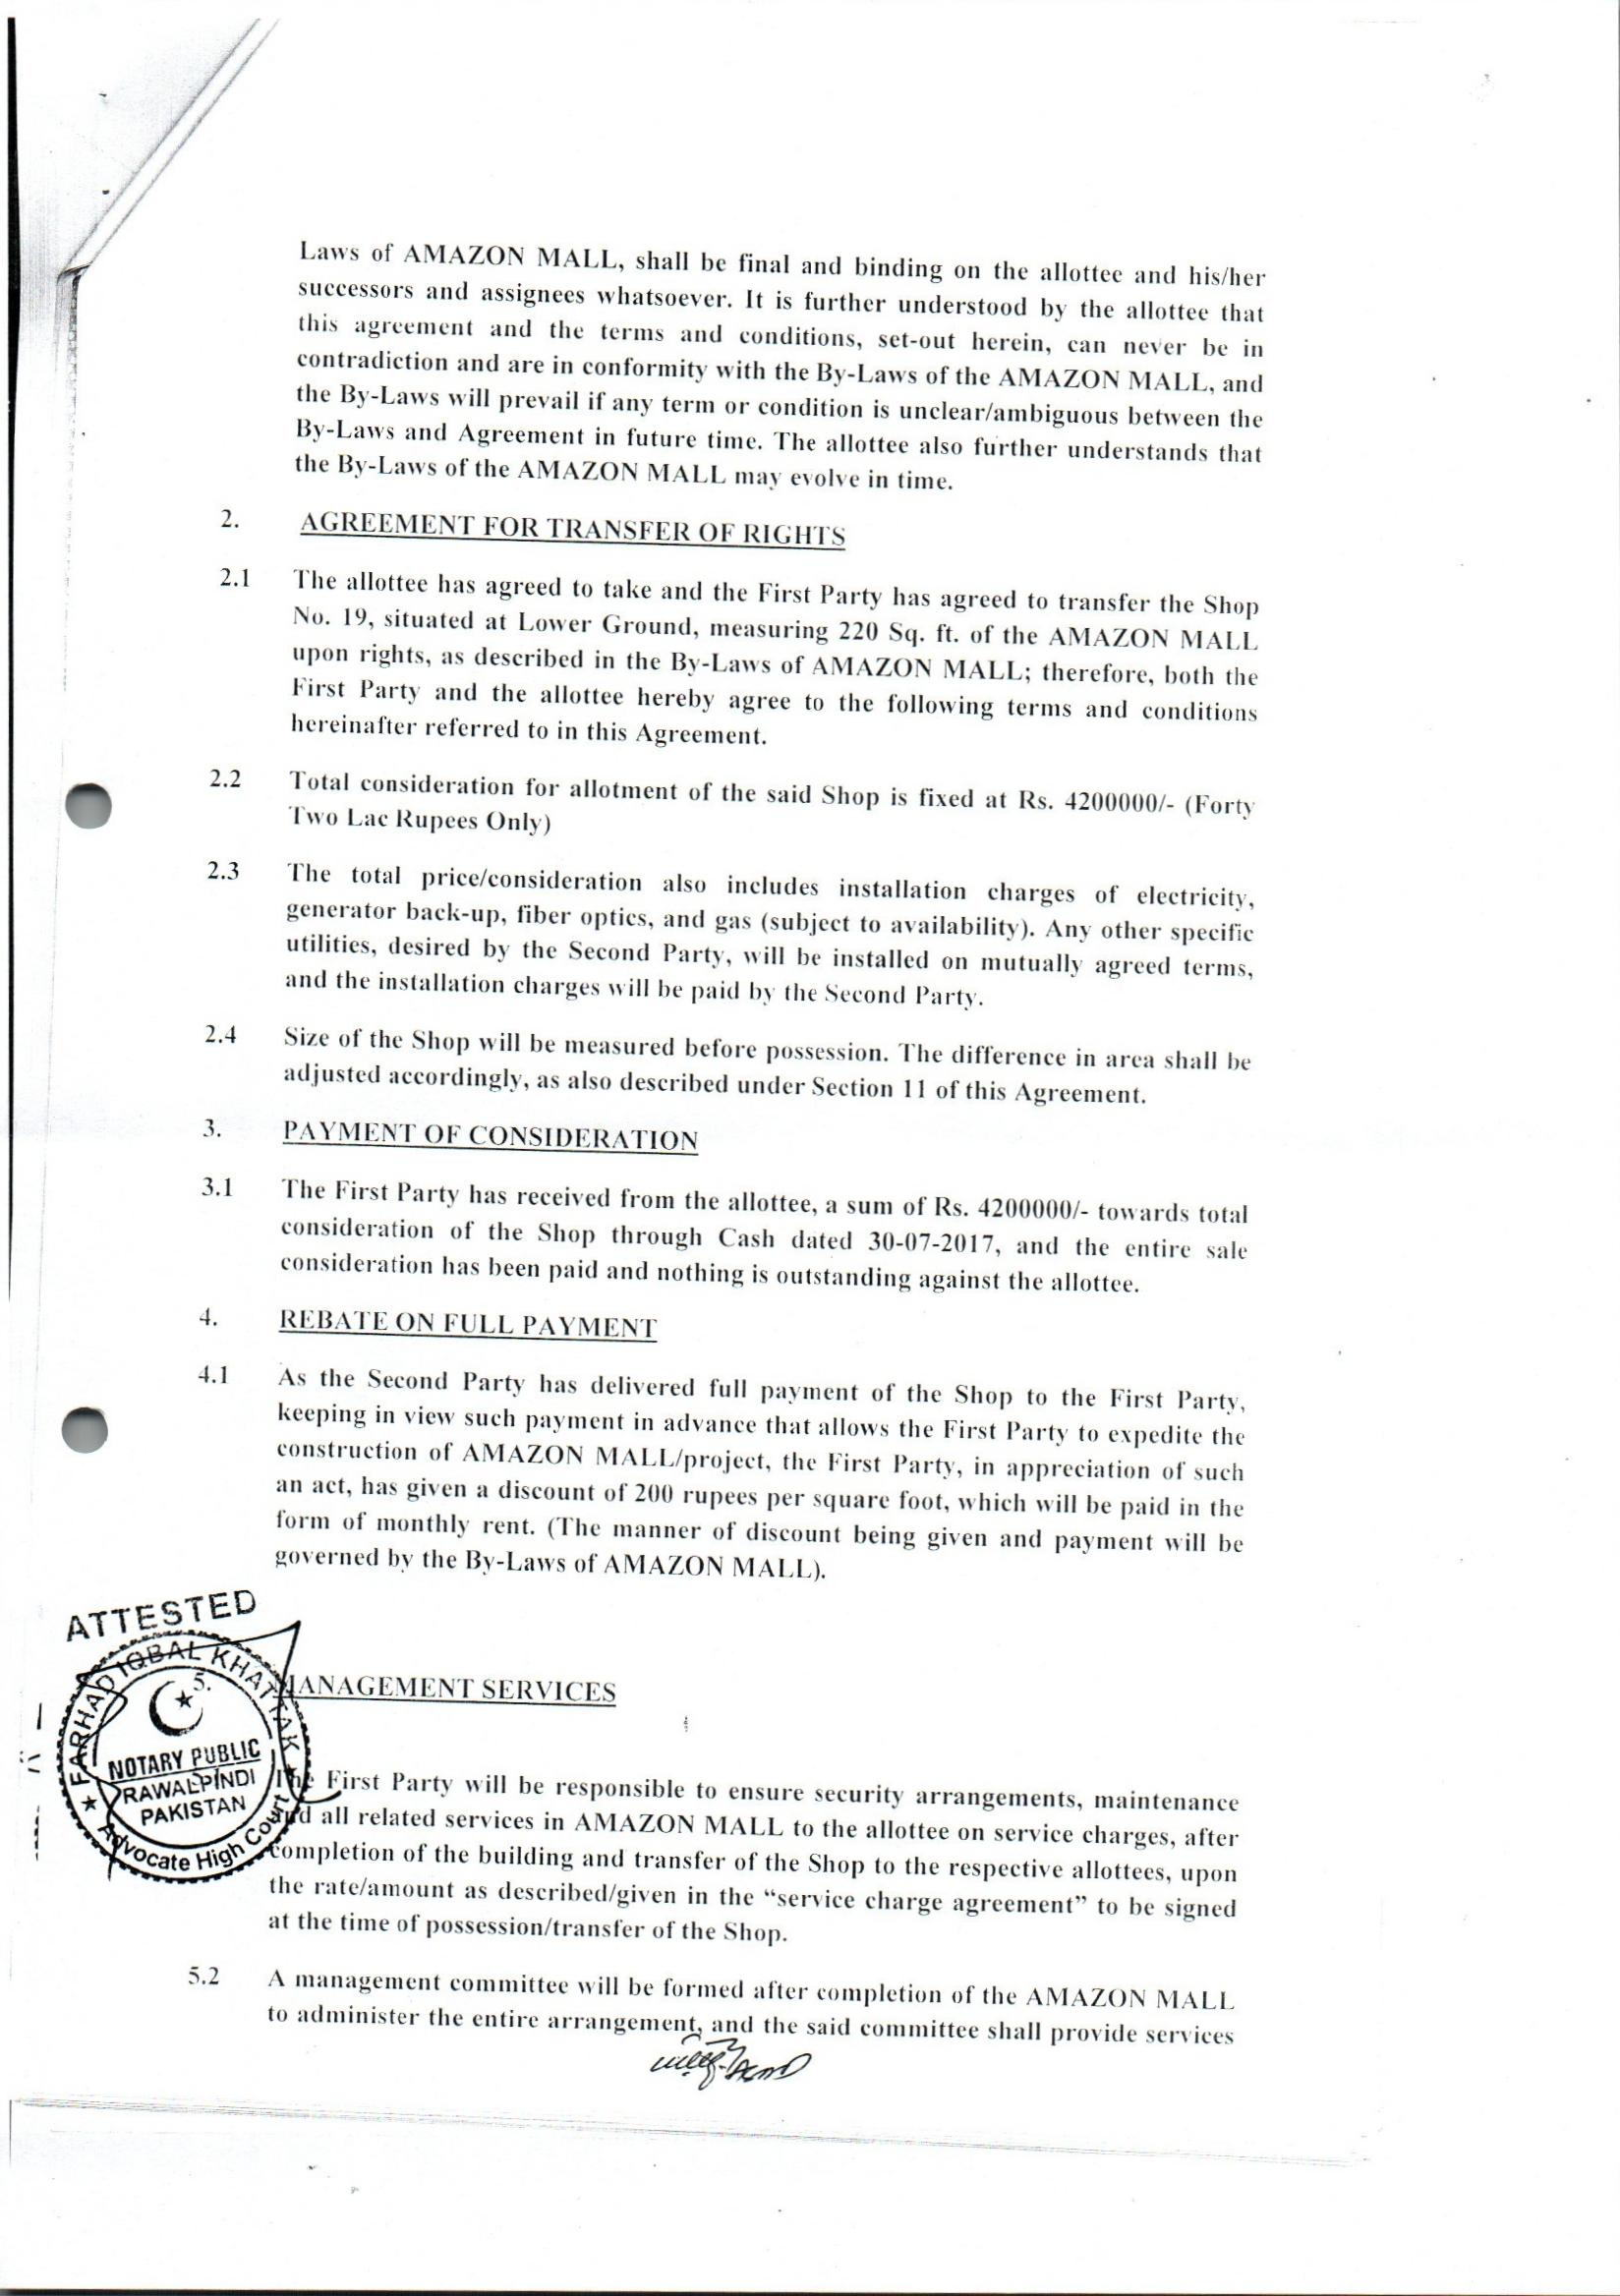 Laws of AMAZON MALL, shall be final and binding on the allottee and his/her
successors and assignees whatsoever. It is further understood by the allottee that
this agreement and the terms and conditions, set-out herein, can never be in
contradiction and are in conformity with the By-Laws of the AMAZON MALL, and
the By-Laws will prevail if any term or condition is unclear/ambiguous between the
By-Laws and Agreement in future time. The allottee also further understands that
the By-Laws of the AMAZON MALL may evolve in time.
2. AGREEMENT FOR TRANSFER OF RIGHTS
2.1 The allottee has agreed to take and the First Party has agreed to transfer the Shop
No. 19, situated at Lower Ground, measuring 220 Sq. ft. of the AMAZON MALL
upon rights, as described in the By-Laws of AMAZON MALL; therefore, both the
First Party and the allottee hereby agree to the following terms and conditions
hereinafter referred to in this Agreement.
2.2 Total consideration for allotment of the said Shop is fixed at Rs. 4200000/- (Forty
Two Lac Rupees Only)
2.3 The total price/consideration also includes installation charges of electricity,
generator back-up, fiber optics, and gas (subject to availability). Any other specific
utilities, desired by the Second Party, will be installed on mutually agreed terms,
and the installation charges will be paid by the Second Party.
2.4 Size of the Shop will be measured before possession. The difference in area shall be
adjusted accordingly, as also described under Section 11 of this Agreement.
3. PAYMENT OF CONSIDERATION
3.1 The First Party has received from the allottee, a sum of Rs. 4200000/- towards total
consideration of the Shop through Cash dated 30-07-2017, and the entire sale
consideration has been paid and nothing is outstanding against the allottee.
4. REBATE ON FULL PAYMENT
4.1 As the Second Party has delivered full payment of the Shop to the First Party,
keeping in view such payment in advance that allows the First Party to expedite the
construction of AMAZON MALL/project, the First Party, in appreciation of such
an act, has given a discount of 200 rupees per square foot, which will be paid in the
form of monthly rent. (The manner of discount being given and payment will be
governed by the By-Laws of AMAZON MALL).
ATTESTED
FARHAD IQBAL KHATTAK
NOTARY PUBLIC
RAWALPINDI
PAKISTAN
Advocate High Court
5. MANAGEMENT SERVICES
The First Party will be responsible to ensure security arrangements, maintenance
and all related services in AMAZON MALL to the allottee on service charges, after
completion of the building and transfer of the Shop to the respective allottees, upon
the rate/amount as described/given in the “service charge agreement” to be signed
at the time of possession/transfer of the Shop.
5.2 A management committee will be formed after completion of the AMAZON MALL
to administer the entire arrangement, and the said committee shall provide services